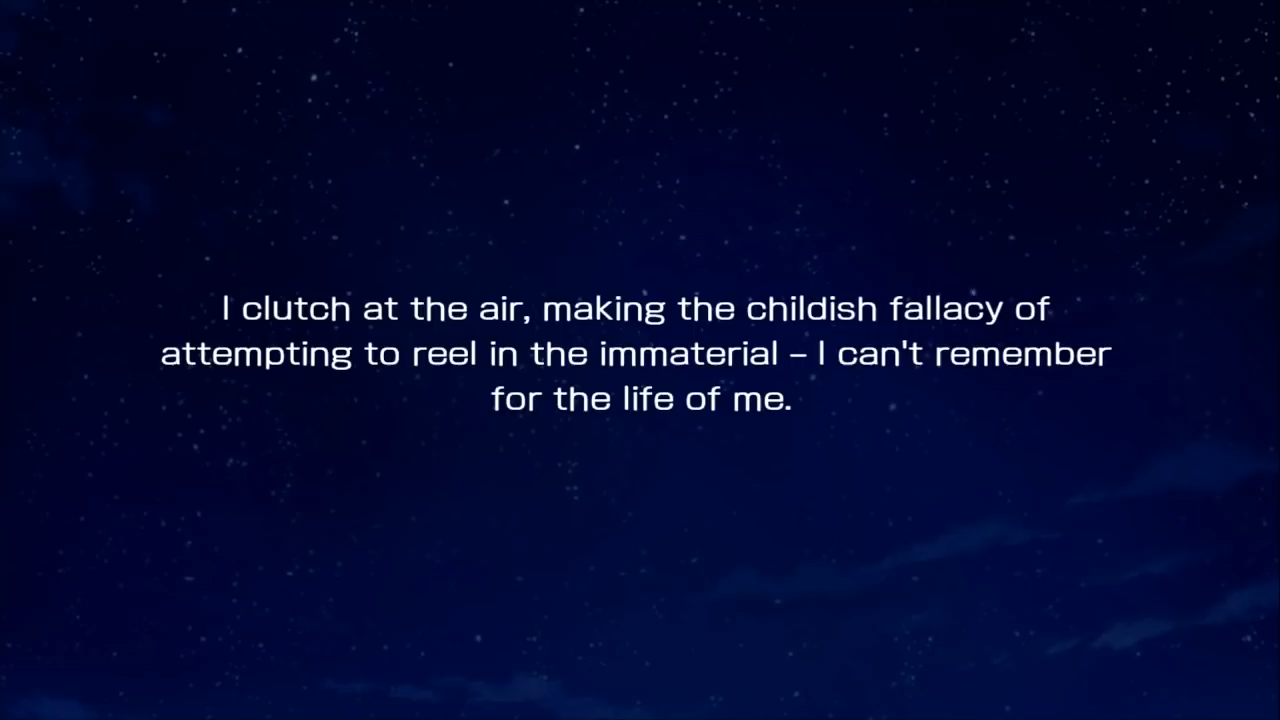 I clutch at the air, making the childish fallacy of
attempting to reel in the immaterial – I can't remember
for the life of me.